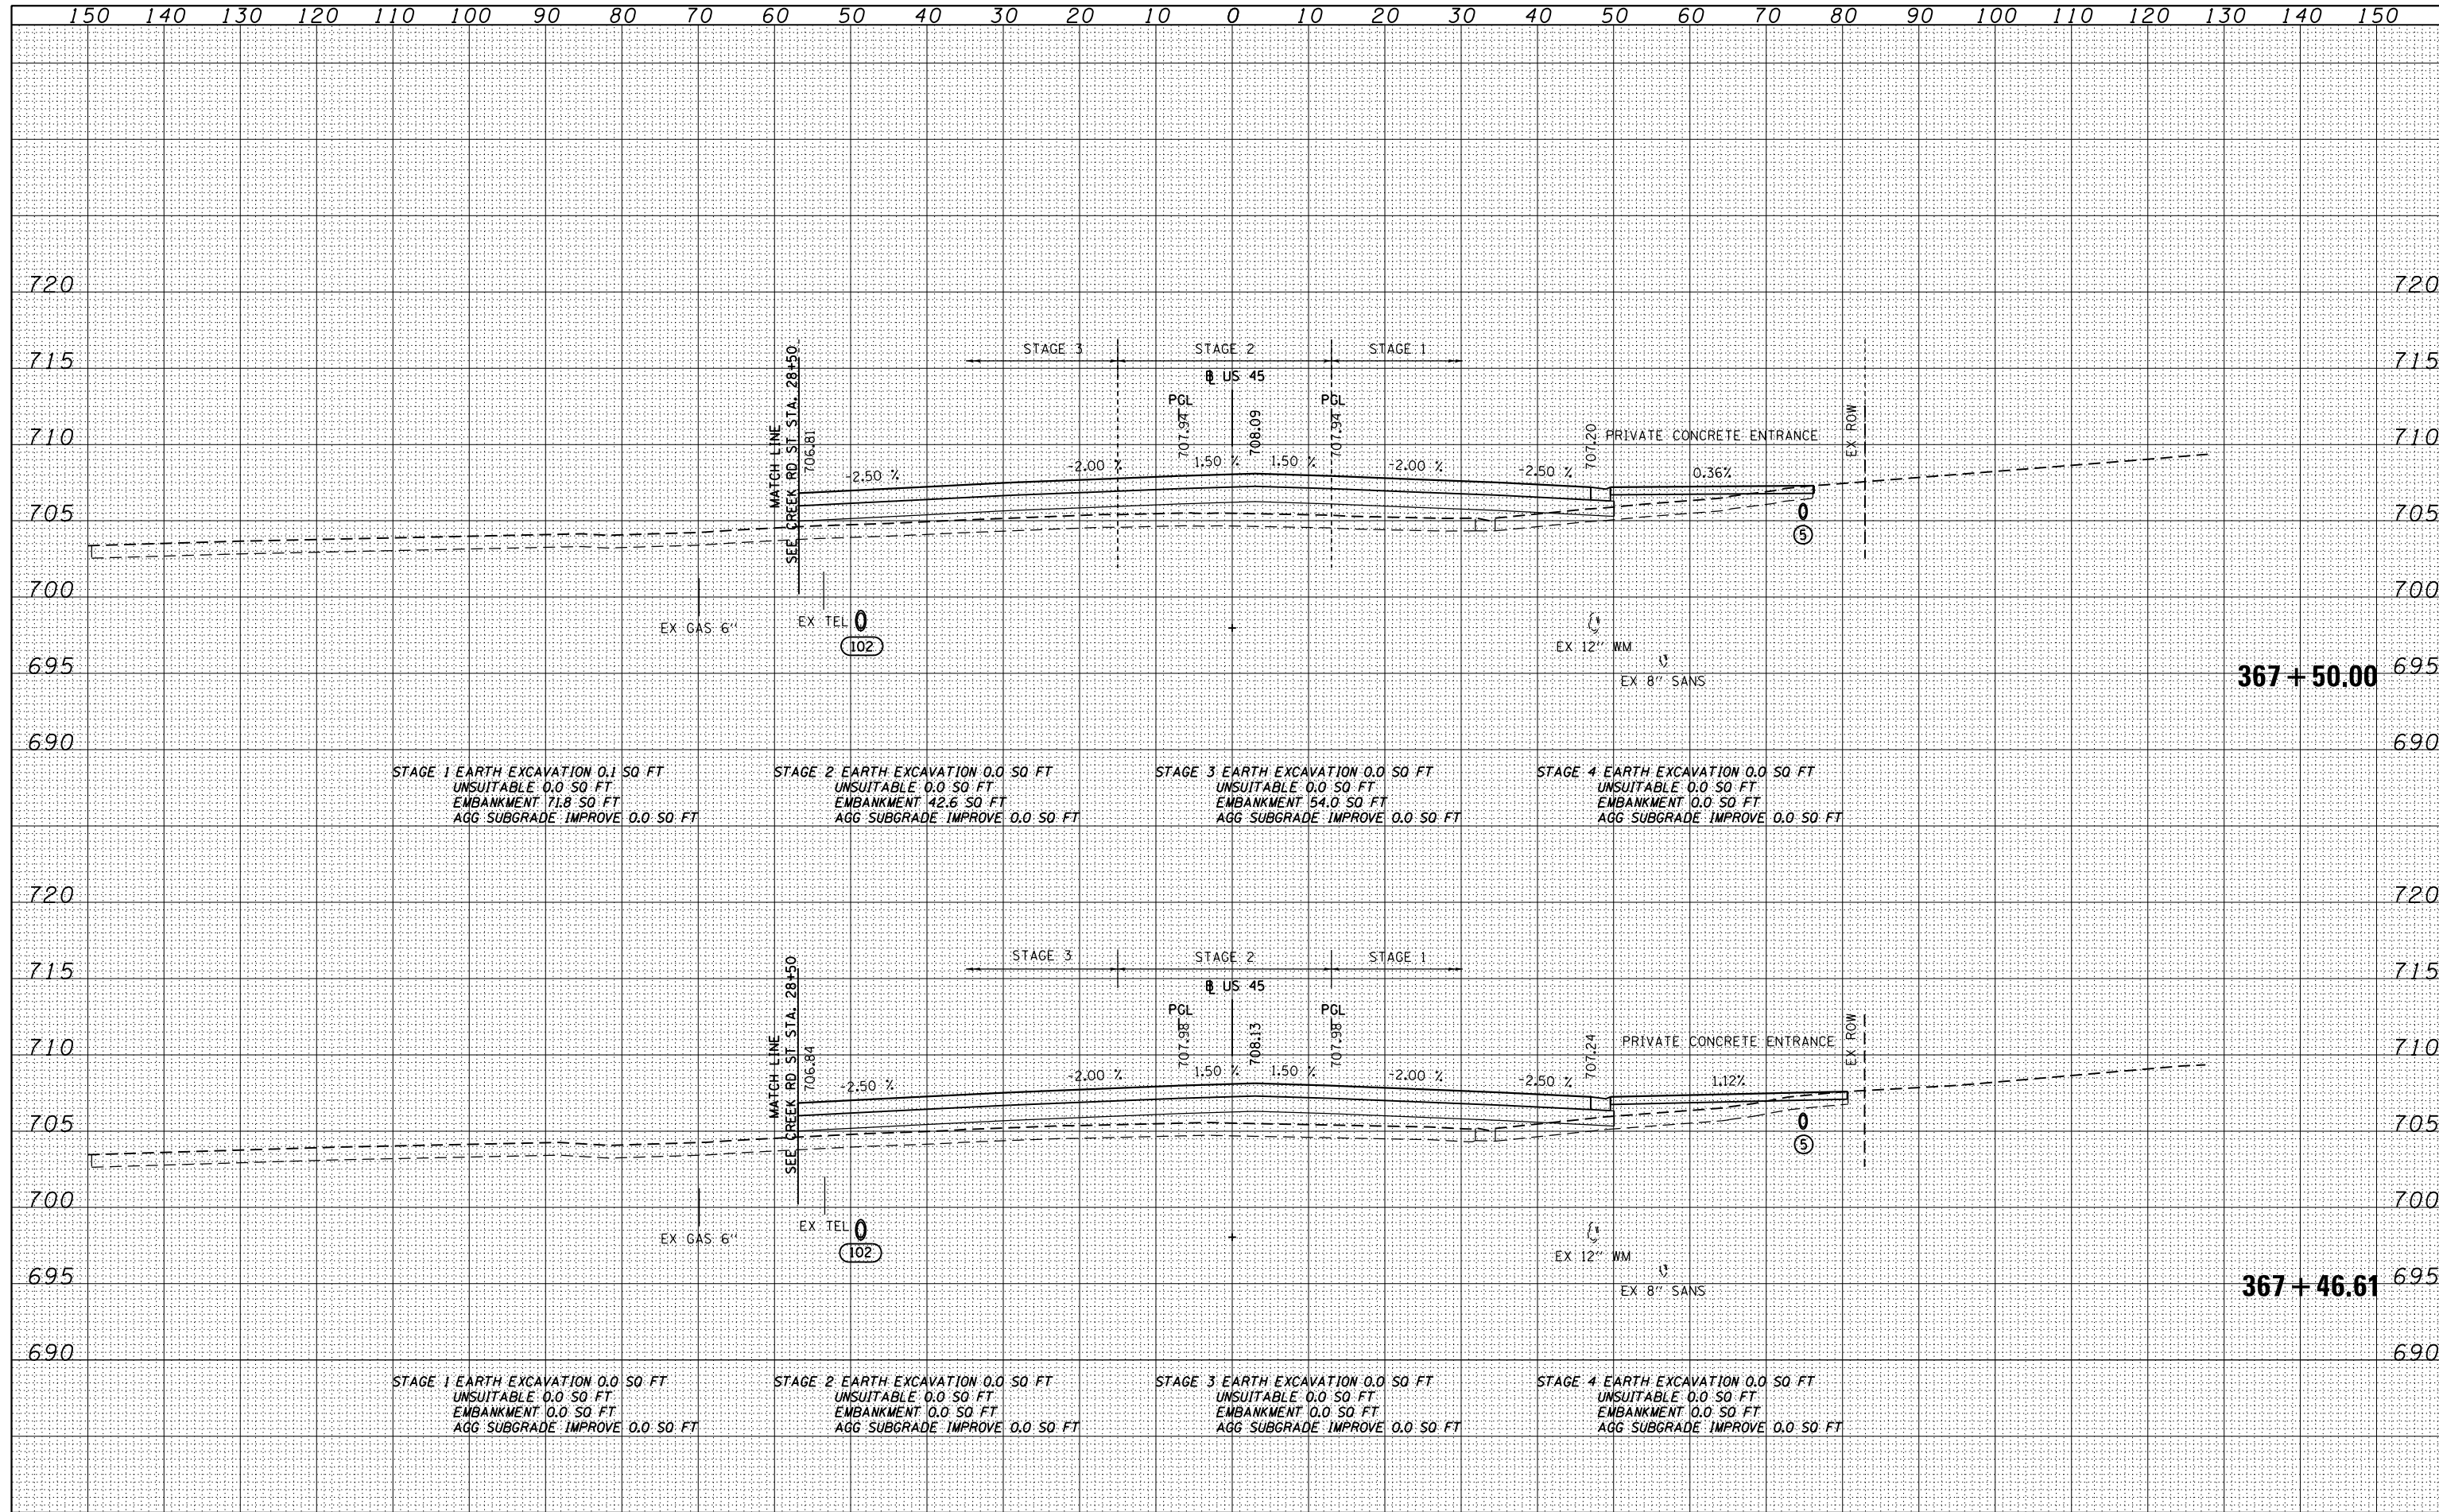 150 140 130 120 110 100 90 80 70 60 50 40 30 20 10 0 10 20 30 40 50 60 70 80 90 100 110 120 130 140 150
720 720
STAGE 3 STAGE 2 STAGE 1
715 715
℄ US 45
PGL PGL
MATCH LINE
SEE CREEK RD ST STA. 28+50
706.81
707.94
708.09
707.94
707.20
PRIVATE CONCRETE ENTRANCE
EX ROW
710 710
-2.50 % -2.00 % 1.50 % 1.50 % -2.00 % -2.50 % 0.36%
705 705
5
700 700
EX GAS 6"
EX TEL
102
EX 12" WM
695 695
EX 8" SANS
367+50.00
690 690
STAGE 1 EARTH EXCAVATION 0.1 SQ FT
UNSUITABLE 0.0 SQ FT
EMBANKMENT 71.8 SQ FT
AGG SUBGRADE IMPROVE 0.0 SQ FT
STAGE 2 EARTH EXCAVATION 0.0 SQ FT
UNSUITABLE 0.0 SQ FT
EMBANKMENT 42.6 SQ FT
AGG SUBGRADE IMPROVE 0.0 SQ FT
STAGE 3 EARTH EXCAVATION 0.0 SQ FT
UNSUITABLE 0.0 SQ FT
EMBANKMENT 54.0 SQ FT
AGG SUBGRADE IMPROVE 0.0 SQ FT
STAGE 4 EARTH EXCAVATION 0.0 SQ FT
UNSUITABLE 0.0 SQ FT
EMBANKMENT 0.0 SQ FT
AGG SUBGRADE IMPROVE 0.0 SQ FT
720 720
STAGE 3 STAGE 2 STAGE 1
715 715
℄ US 45
PGL PGL
MATCH LINE
SEE CREEK RD ST STA. 28+50
706.84
707.98
708.13
707.98
707.24
PRIVATE CONCRETE ENTRANCE
EX ROW
710 710
-2.50 % -2.00 % 1.50 % 1.50 % -2.00 % -2.50 % 1.12%
705 705
5
700 700
EX GAS 6"
EX TEL
102
EX 12" WM
695 695
EX 8" SANS
367+46.61
690 690
STAGE 1 EARTH EXCAVATION 0.0 SQ FT
UNSUITABLE 0.0 SQ FT
EMBANKMENT 0.0 SQ FT
AGG SUBGRADE IMPROVE 0.0 SQ FT
STAGE 2 EARTH EXCAVATION 0.0 SQ FT
UNSUITABLE 0.0 SQ FT
EMBANKMENT 0.0 SQ FT
AGG SUBGRADE IMPROVE 0.0 SQ FT
STAGE 3 EARTH EXCAVATION 0.0 SQ FT
UNSUITABLE 0.0 SQ FT
EMBANKMENT 0.0 SQ FT
AGG SUBGRADE IMPROVE 0.0 SQ FT
STAGE 4 EARTH EXCAVATION 0.0 SQ FT
UNSUITABLE 0.0 SQ FT
EMBANKMENT 0.0 SQ FT
AGG SUBGRADE IMPROVE 0.0 SQ FT